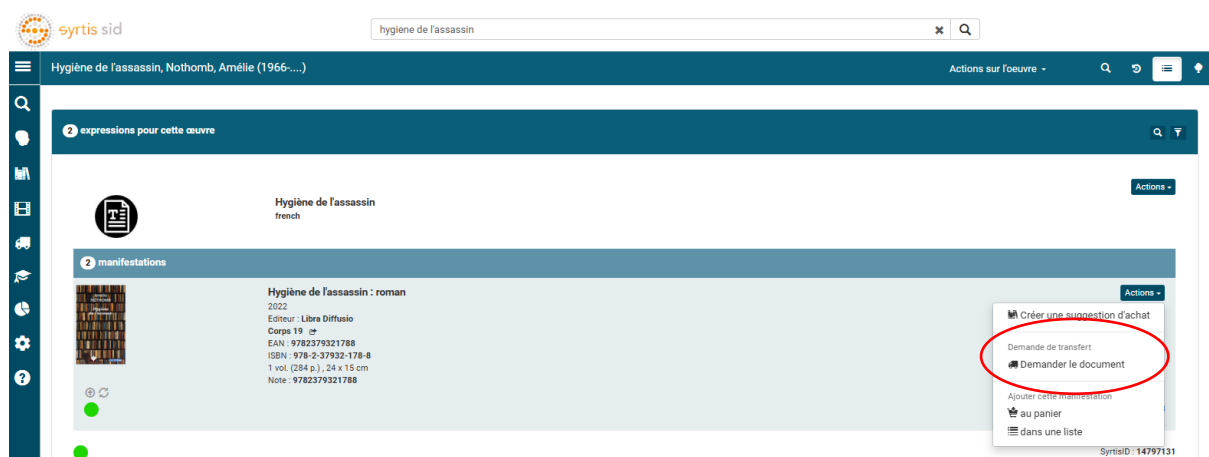 syrtis sid
hygiene de l'assassin
Hygiène de l'assassin, Nothomb, Amélie (1966-....)
Actions sur l'oeuvre
2 expressions pour cette œuvre
Actions
Hygiène de l'assassin
french
2 manifestations
Hygiène de l'assassin : roman
2022
Editeur : Libra Diffusio
Corps 19
EAN : 9782379321788
ISBN : 978-2-37932-178-8
1 vol. (284 p.) , 24 x 15 cm
Note : 9782379321788
Actions
Créer une suggestion d'achat
Demande de transfert
Demander le document
Ajouter cette manifestation
au panier
dans une liste
SyrtisID : 14797131